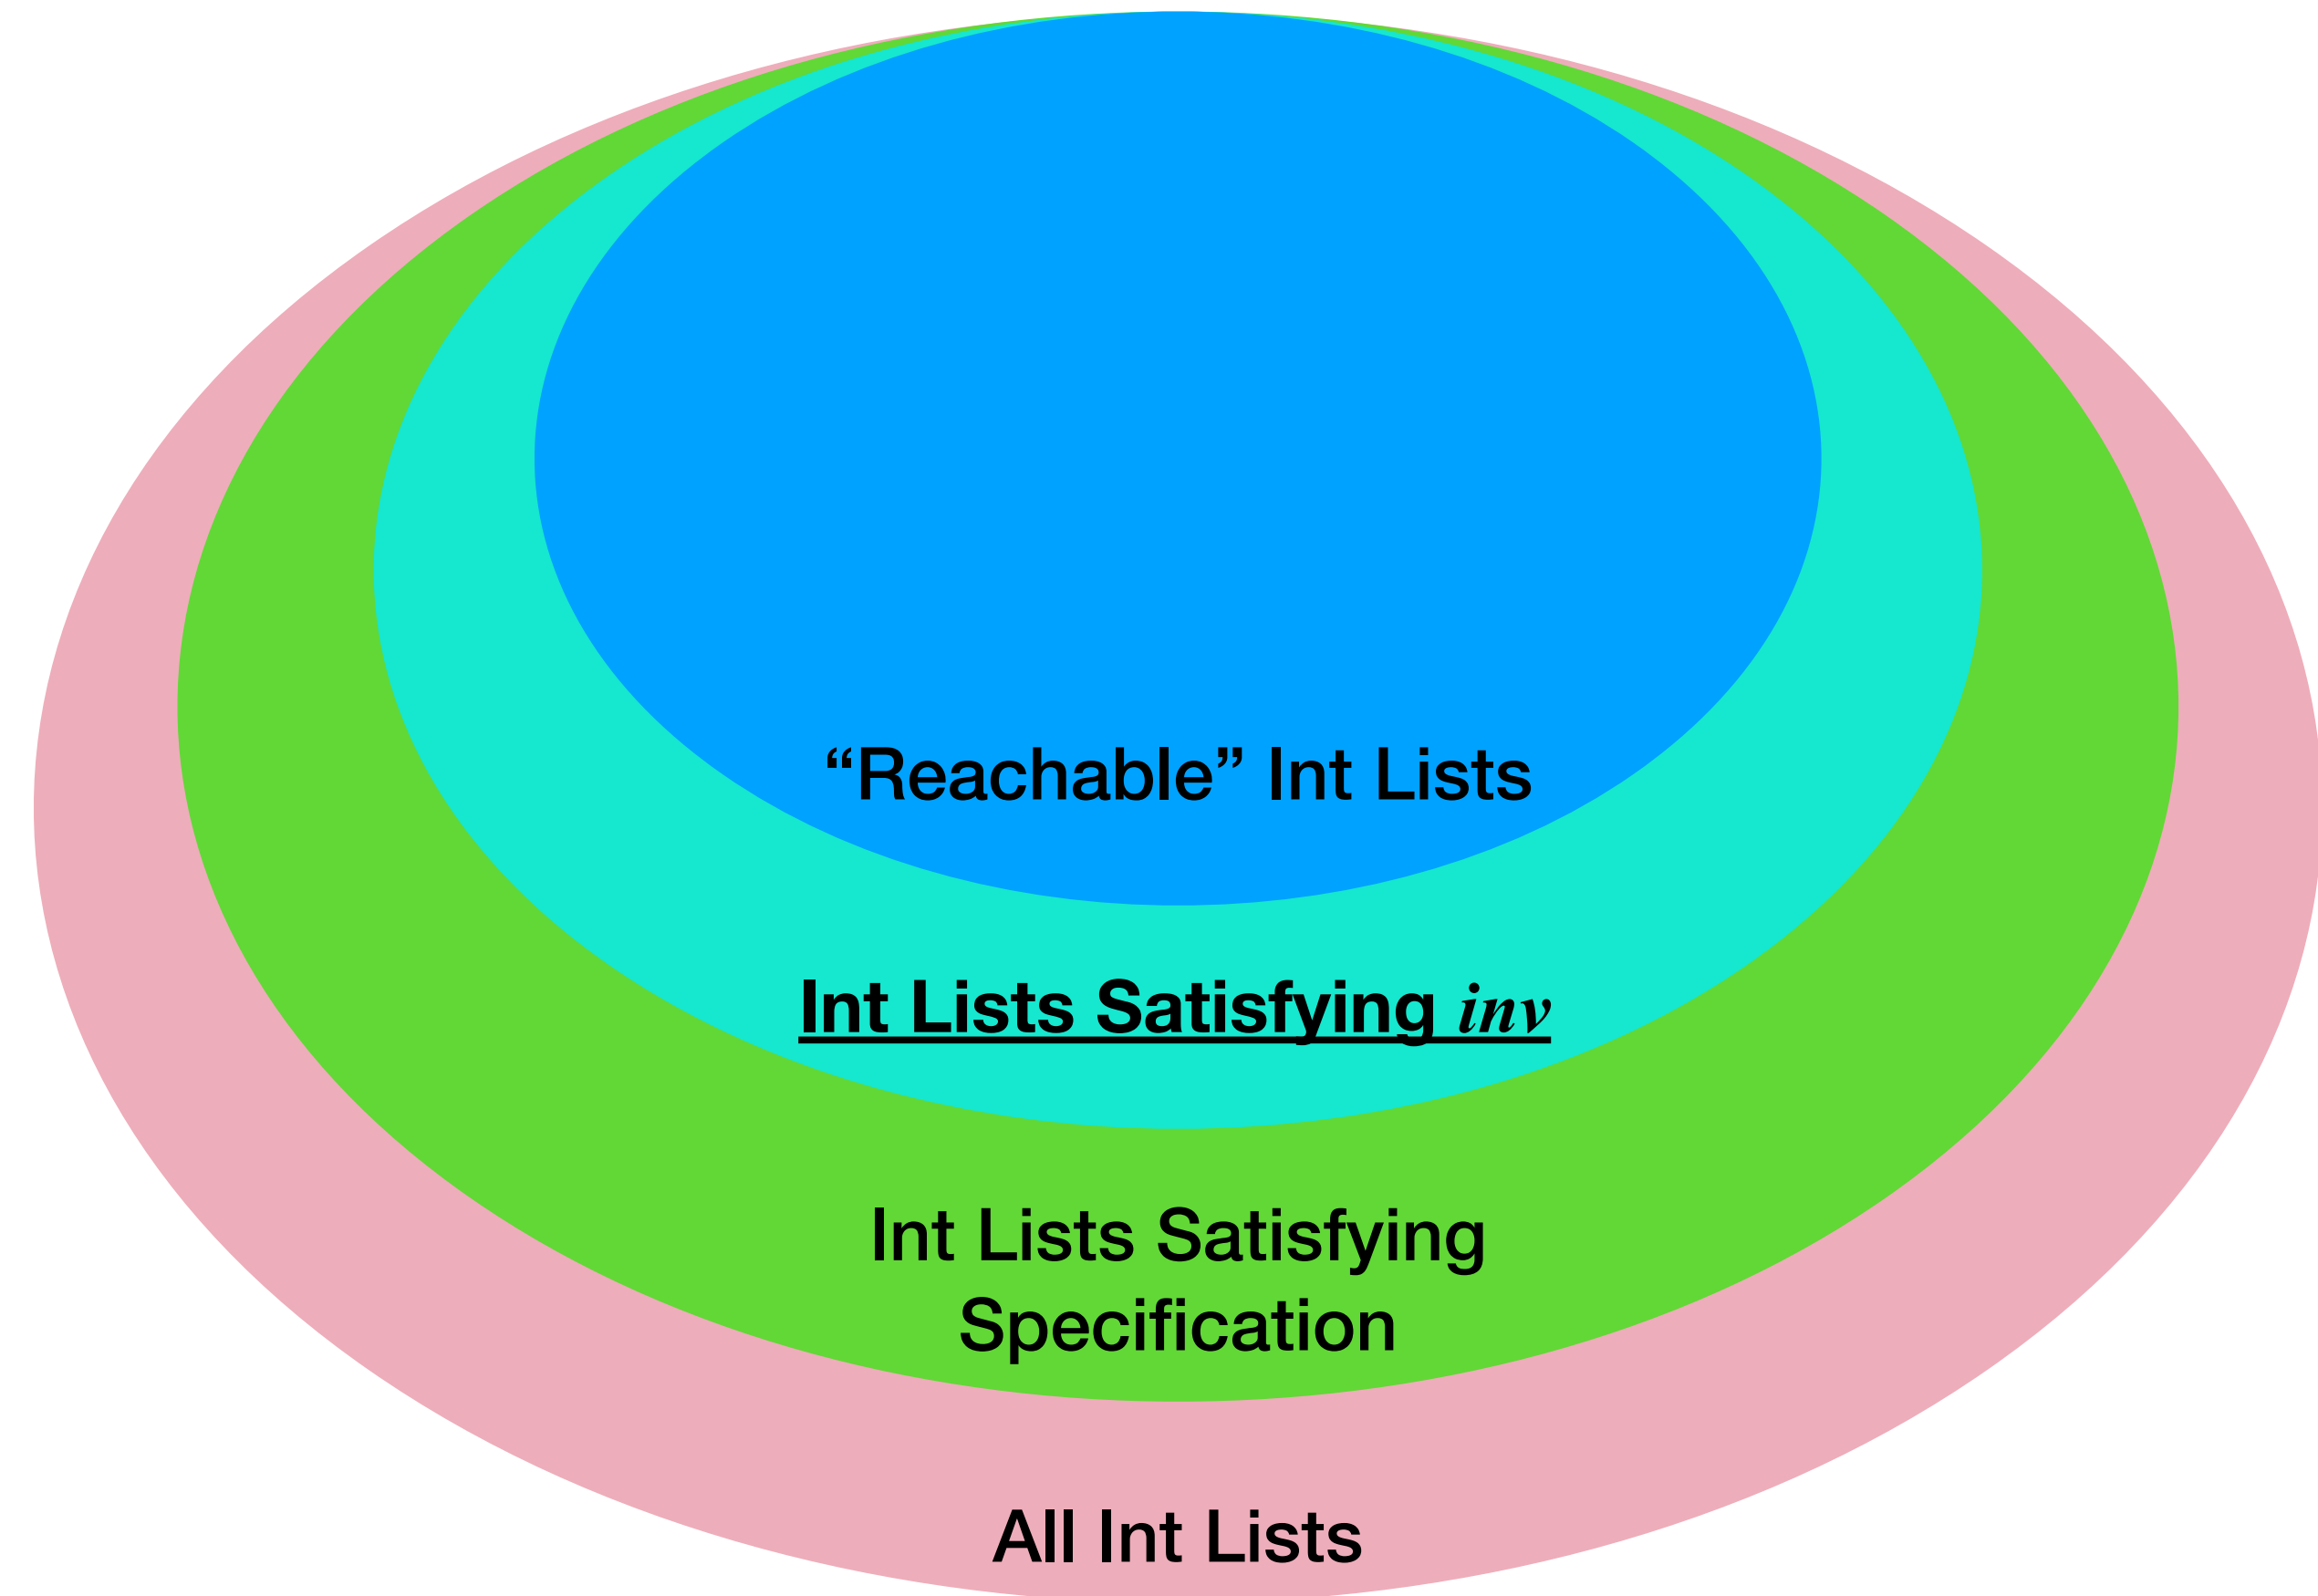 “Reachable” Int Lists
Int Lists Satisfying inv
Int Lists Satisfying
Specification
All Int Lists